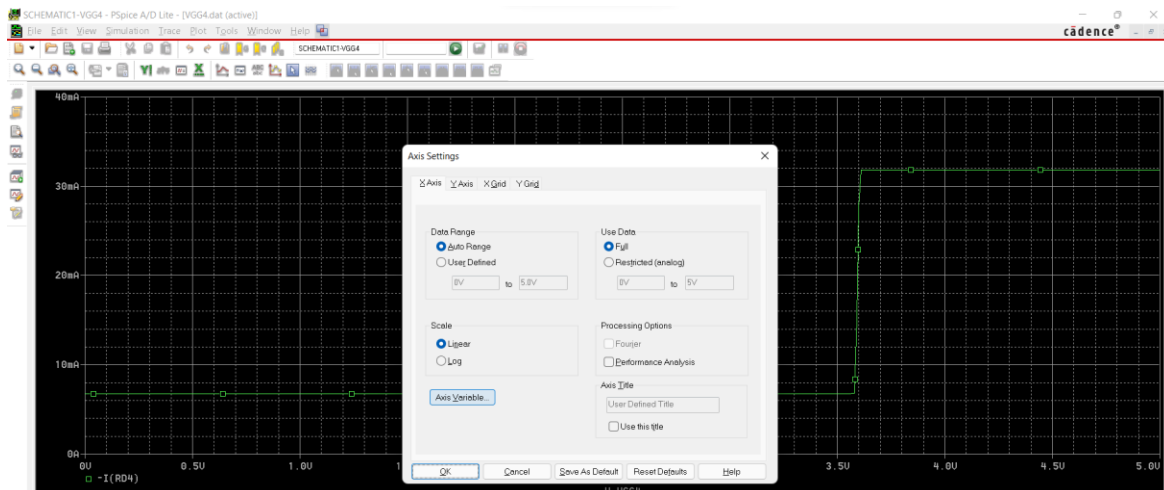 SCHEMATIC1-VGG4 - PSpice A/D Lite - [VGG4.dat (active)]
File Edit View Simulation Trace Plot Tools Window Help
cādence®
SCHEMATIC1-VGG4
40mA
30mA
20mA
10mA
0A
0V 0.5V 1.0V 1 3.5V 4.0V 4.5V 5.0V
-I(RD4)
Axis Settings
X Axis Y Axis X Grid Y Grid
Data Range
Auto Range
User Defined
0V to 5.0V
Use Data
Full
Restricted (analog)
0V to 5V
Scale
Linear
Log
Processing Options
Fourier
Performance Analysis
Axis Variable...
Axis Title
User Defined Title
Use this title
OK Cancel Save As Default Reset Defaults Help